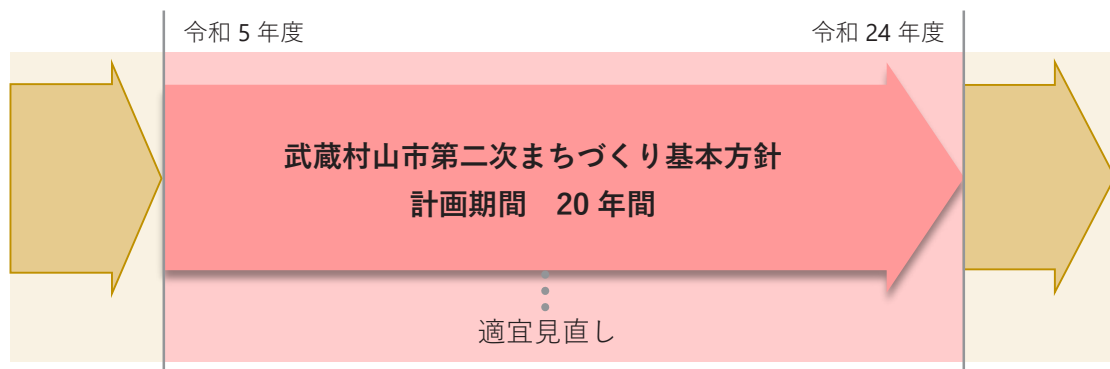 令和 5 年度
令和 24 年度
武蔵村山市第二次まちづくり基本方針
計画期間　20 年間
適宜見直し